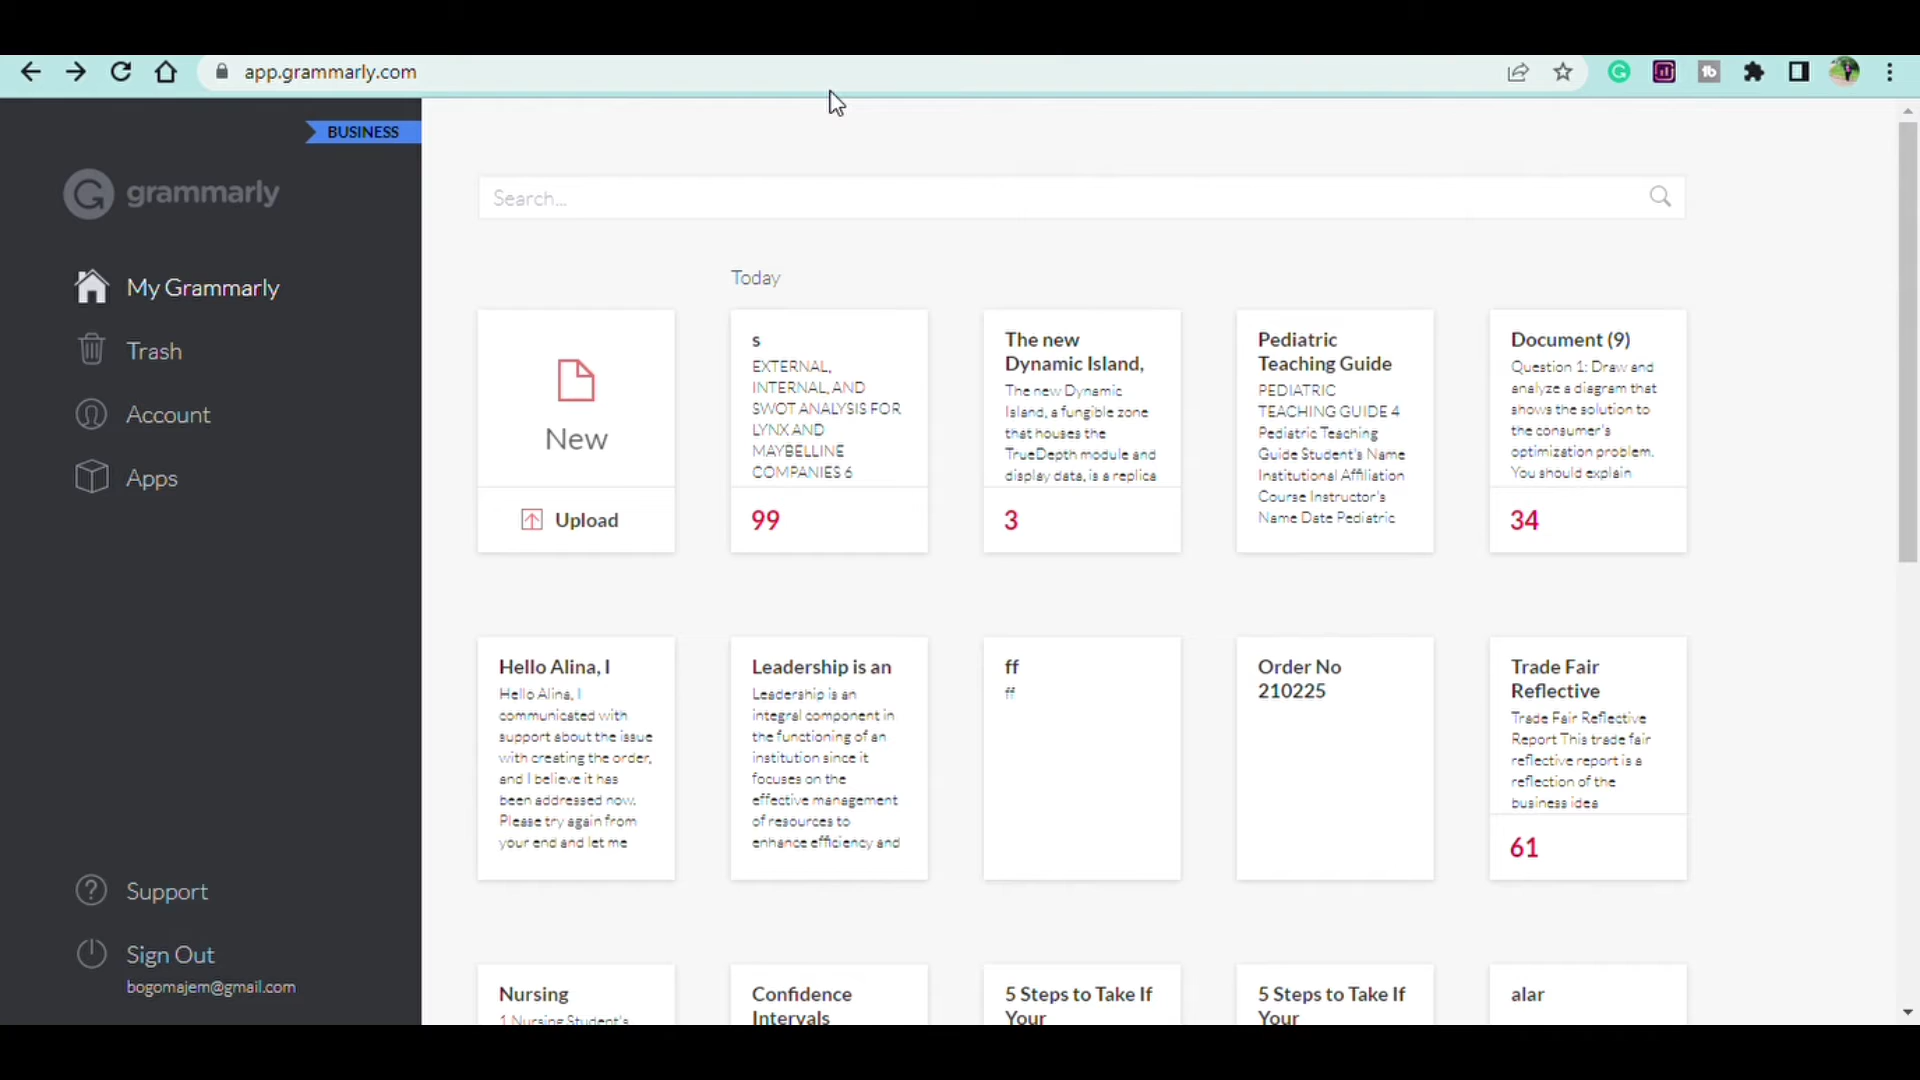 app.grammarly.com
BUSINESS
grammarly
My Grammarly
Trash
Account
Apps
Support
Sign Out
bogomajem@gmail.com
Search...
Today
New
Upload
s
EXTERNAL,
INTERNAL, AND
SWOT ANALYSIS FOR
LYNX AND
MAYBELLINE
COMPANIES 6
99
The new
Dynamic Island,
The new Dynamic
Island, a fungible zone
that houses the
TrueDepth module and
display data, is a replica
3
Pediatric
Teaching Guide
PEDIATRIC
TEACHING GUIDE 4
Pediatric Teaching
Guide Student's Name
Institutional Affiliation
Course Instructor's
Name Date Pediatric
Document (9)
Question 1: Draw and
analyze a diagram that
shows the solution to
the consumer's
optimization problem.
You should explain
34
Hello Alina, I
Hello Alina, I
communicated with
support about the issue
with creating the order,
and I believe it has
been addressed now.
Please try again from
your end and let me
Leadership is an
Leadership is an
integral component in
the functioning of an
institution since it
focuses on the
effective management
of resources to
enhance efficiency and
ff
ff
Order No
210225
Trade Fair
Reflective
Trade Fair Reflective
Report This trade fair
reflective report is a
reflection of the
business idea
61
Nursing
1 Nursing Student's
Confidence
Intervals
5 Steps to Take If
Your
5 Steps to Take If
Your
alar